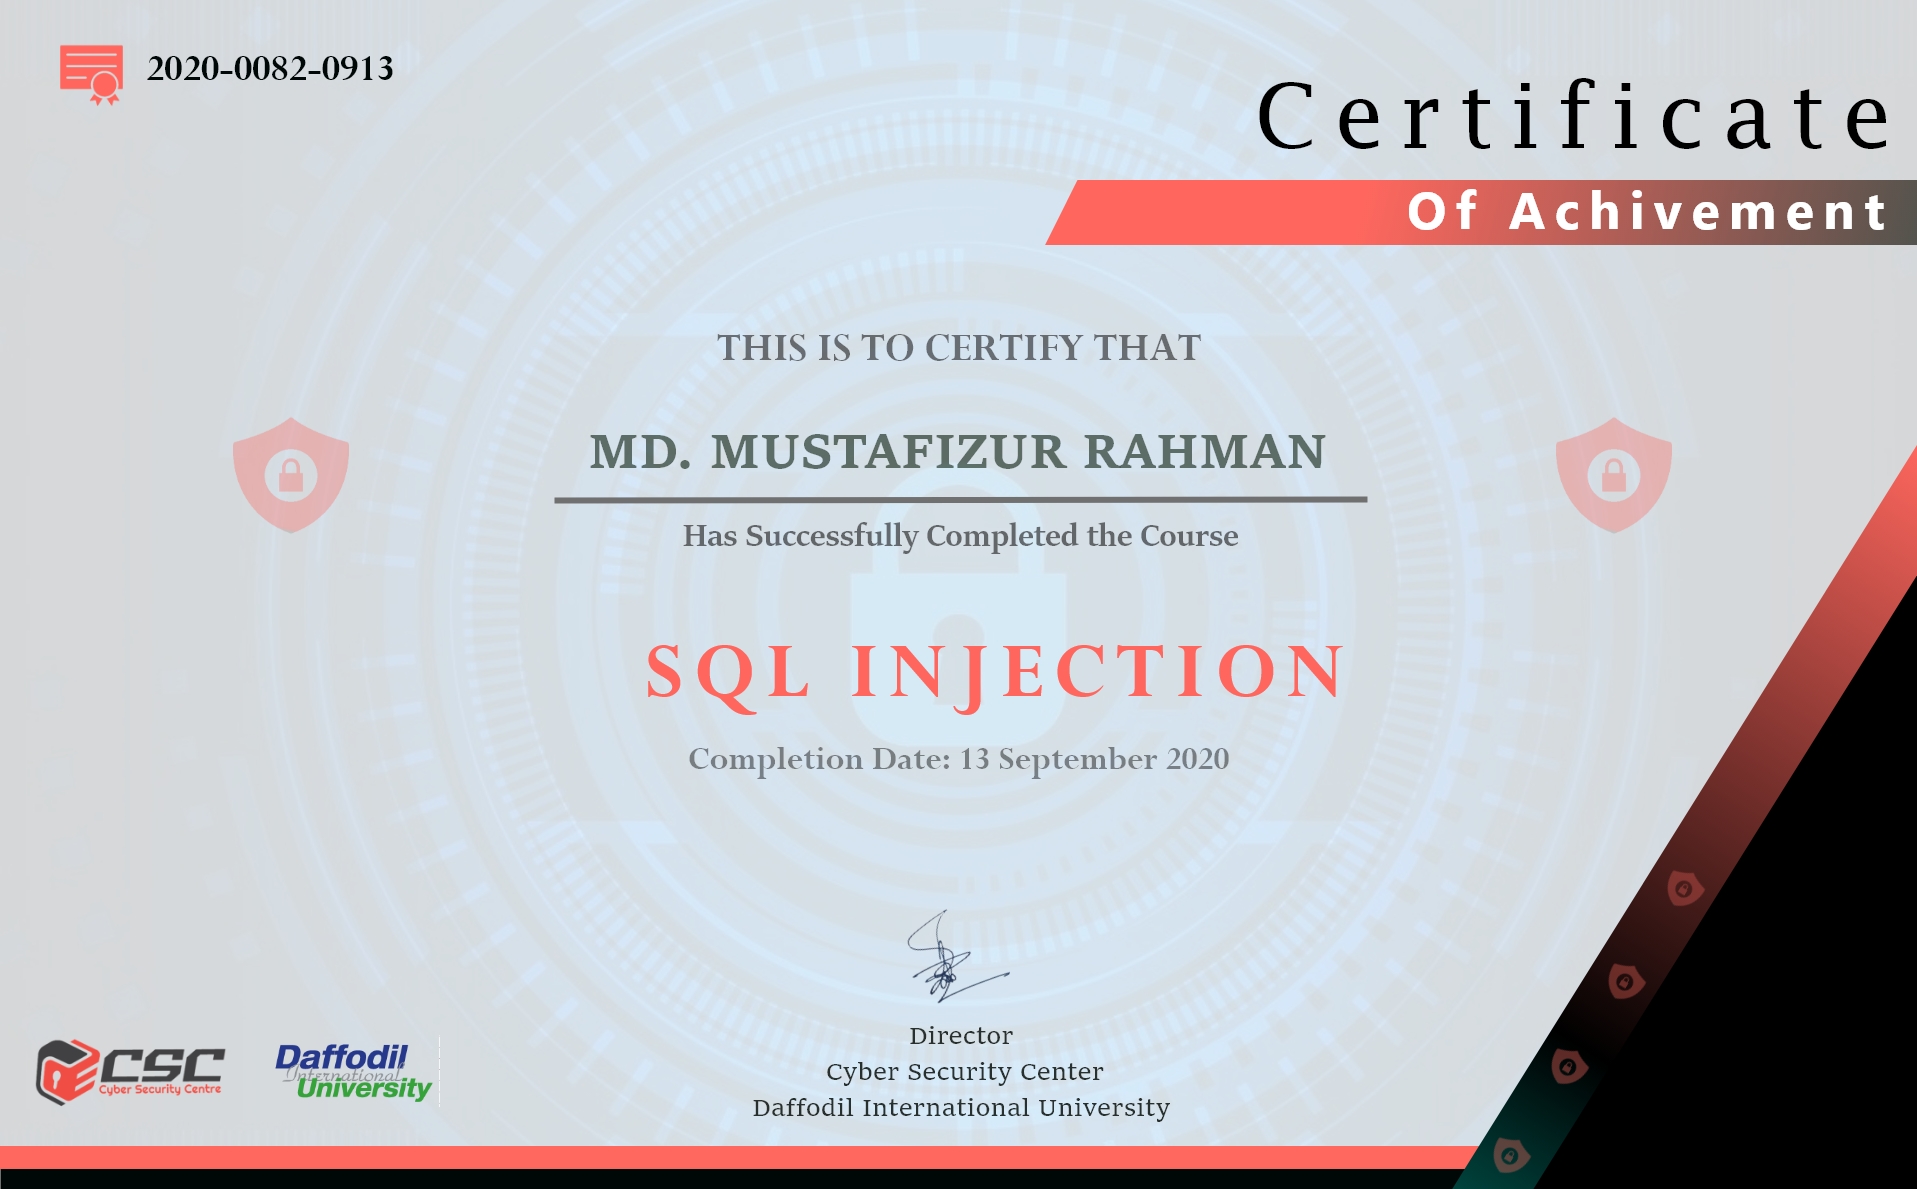 2020-0082-0913
Certificate
Of Achivement
THIS IS TO CERTIFY THAT
MD. MUSTAFIZUR RAHMAN
Has Successfully Completed the Course
SQL INJECTION
Completion Date: 13 September 2020
Director
Cyber Security Center
Daffodil International University
CSC
Cyber Security Centre
Daffodil
International
University